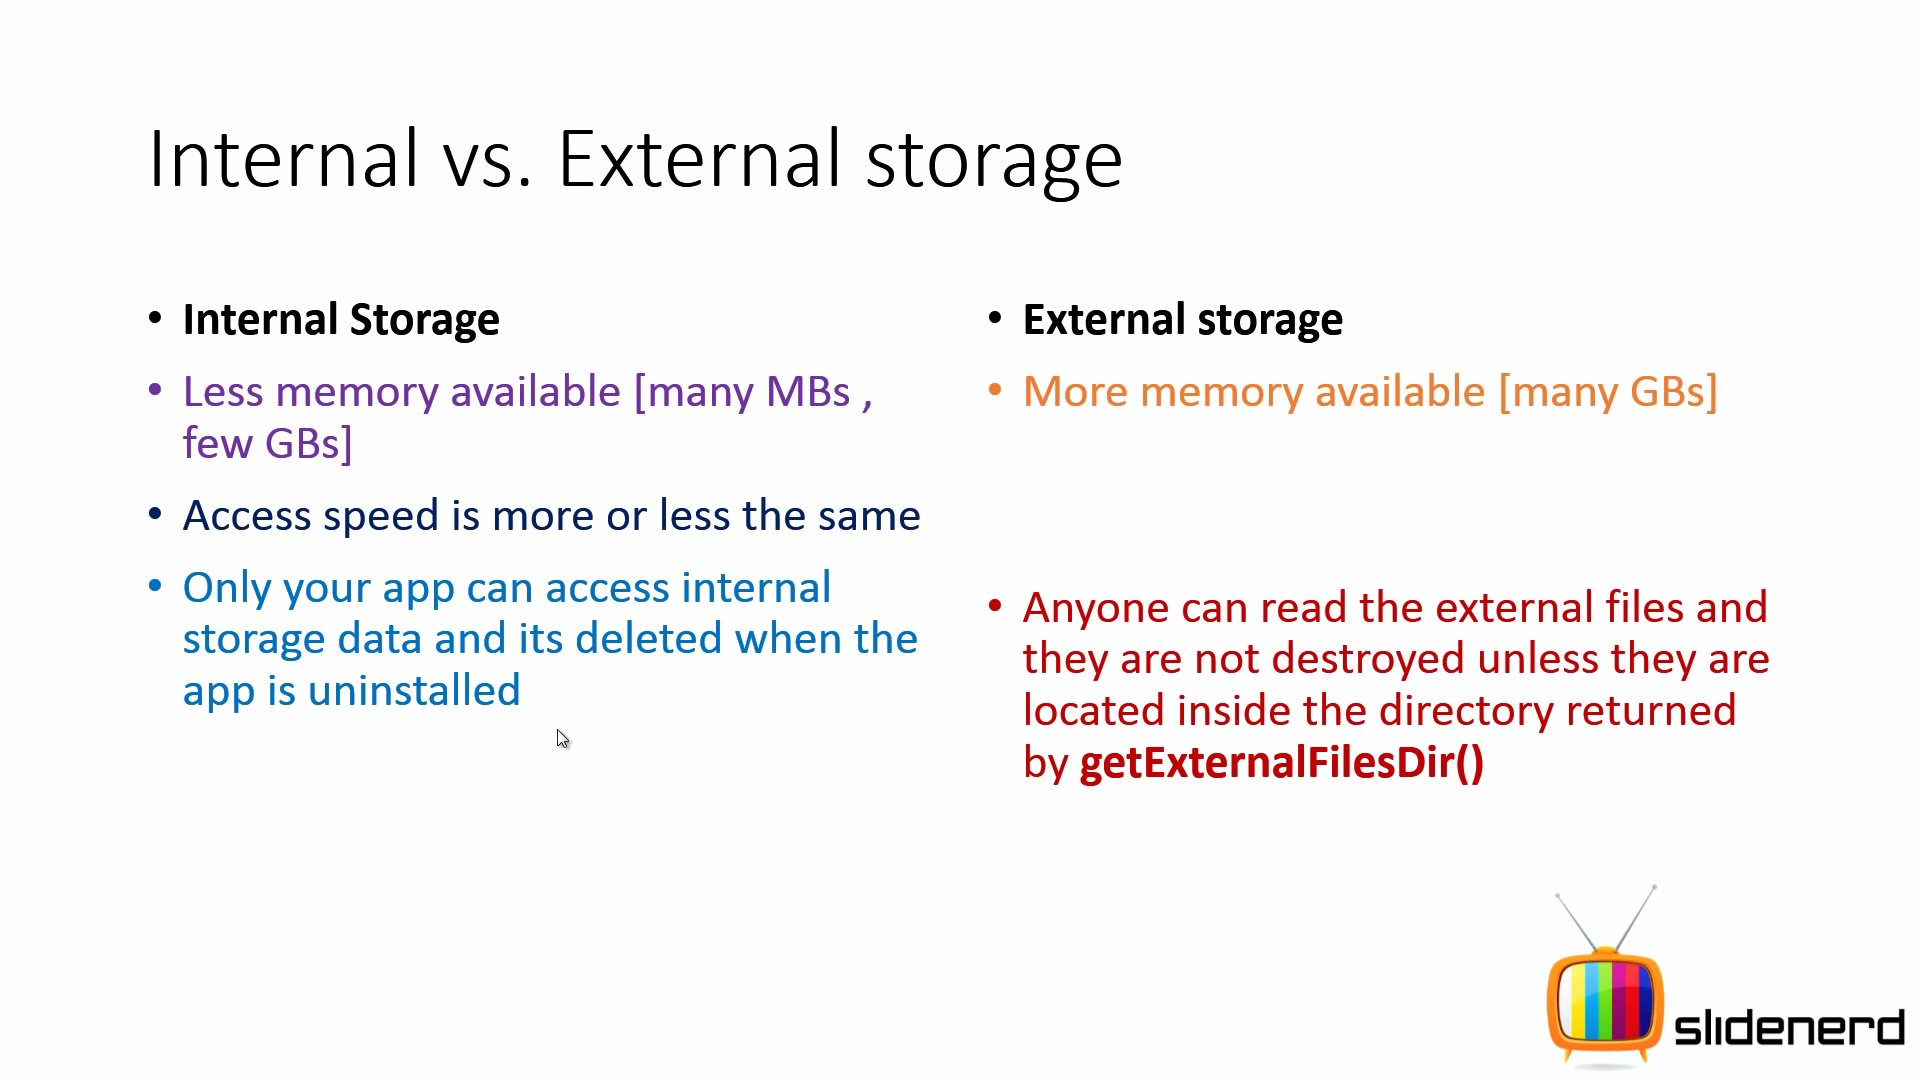 Internal vs. External storage
• Internal Storage
• Less memory available [many MBs ,
few GBs]
• Access speed is more or less the same
• Only your app can access internal
storage data and its deleted when the
app is uninstalled
• External storage
• More memory available [many GBs]
• Anyone can read the external files and
they are not destroyed unless they are
located inside the directory returned
by getExternalFilesDir()
slidenerd